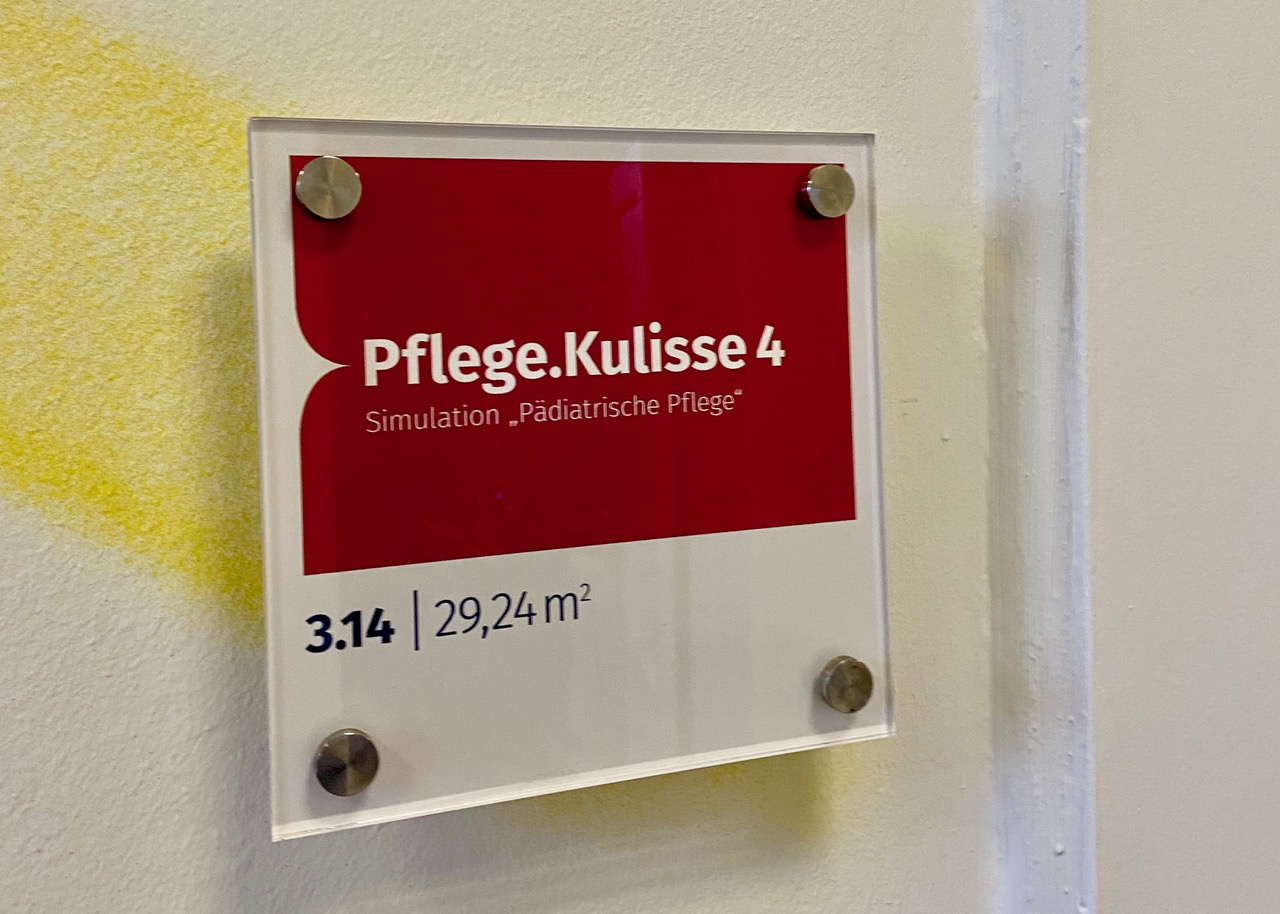 Pflege.Kulisse 4
Simulation „Pädiatrische Pflege“
3.14 | 29,24 m²